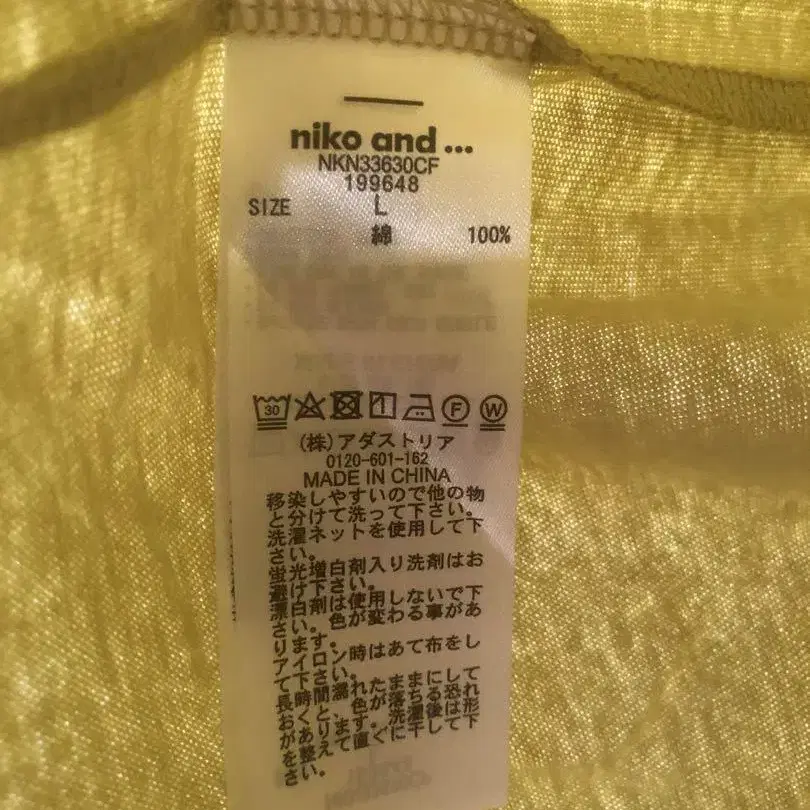 niko and ...
NKN33630CF
199648
SIZE L
綿 100%
30 F W
(株)アダストリア
0120-601-162
MADE IN CHINA
移染しやすいので他の物
と分けて洗って下さい。
洗濯ネットを使用して下
さい。
蛍光増白剤入り洗剤はお
避け下さい。
漂白剤は使用しないで下
さい。色が変わる事があ
ります。
アイロン時はあて布をし
て下さい。
長時間濡れたままにして
おくと、色が落ちる恐れ
があります。洗濯後は形
を整えて直ぐに干して下
さい。